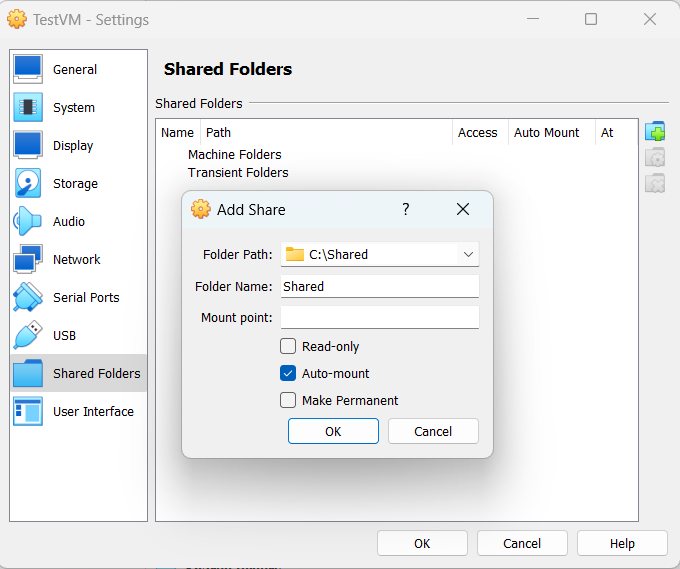 TestVM - Settings
General
System
Display
Storage
Audio
Network
Serial Ports
USB
Shared Folders
User Interface
Shared Folders
Shared Folders
Name Path Access Auto Mount At
Machine Folders
Transient Folders
Add Share ?
Folder Path: C:\Shared
Folder Name: Shared
Mount point:
Read-only
Auto-mount
Make Permanent
OK Cancel
OK Cancel Help